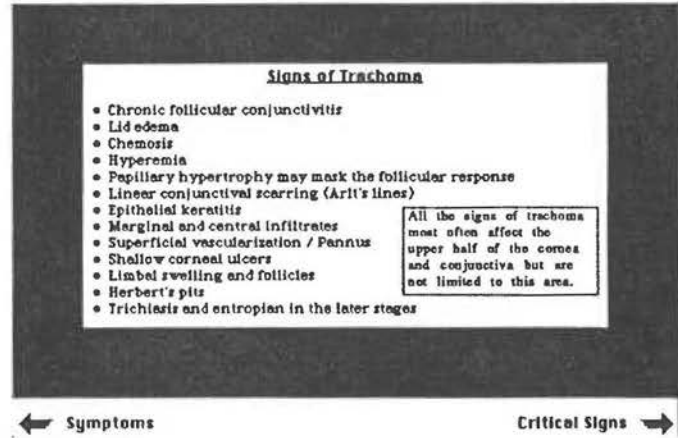 Signs of Trachoma
• Chronic follicular conjunctivitis
• Lid edema
• Chemosis
• Hyperemia
• Papillary hypertrophy may mask the follicular response
• Linear conjunctival scarring (Arlt's lines)
• Epithelial keratitis
• Marginal and central infiltrates
• Superficial vascularization / Pannus
• Shallow corneal ulcers
• Limbal swelling and follicles
• Herbert's pits
• Trichiasis and entropian in the later stages
All the signs of trachoma
most often affect the
upper half of the cornea
and conjunctiva but are
not limited to this area.
Symptoms
Critical Signs